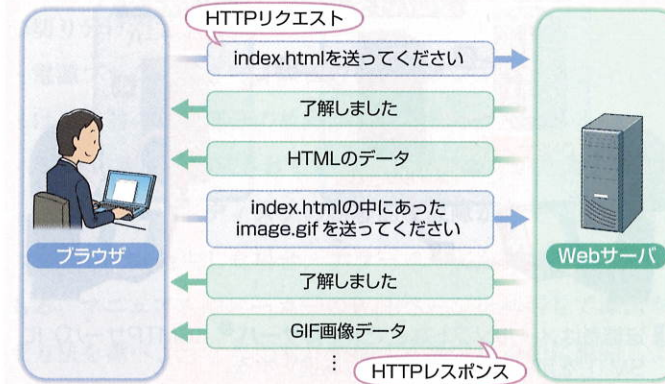 HTTPリクエスト
index.htmlを送ってください
了解しました
HTMLのデータ
index.htmlの中にあった
image.gif を送ってください
ブラウザ
Webサーバ
了解しました
GIF画像データ
⋮
HTTPレスポンス